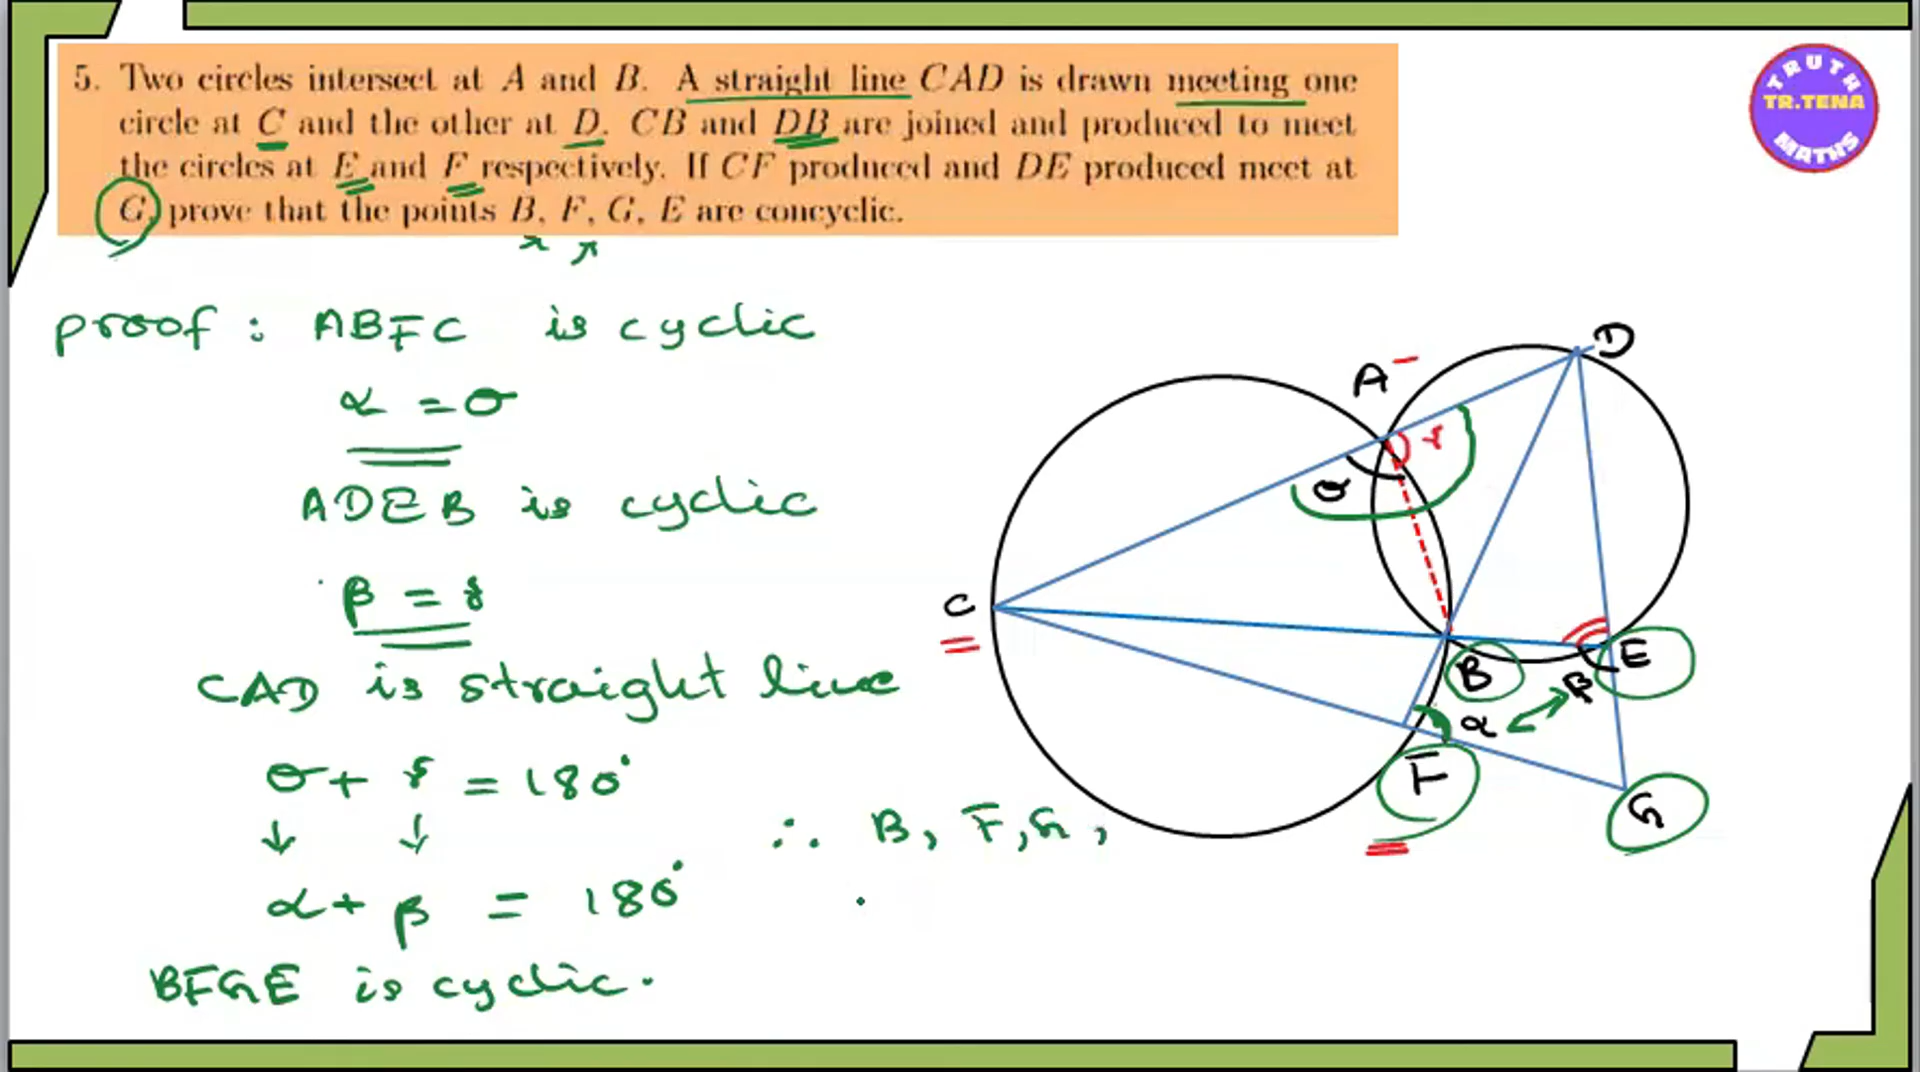 5. Two circles intersect at A and B. A straight line CAD is drawn meeting one
circle at C and the other at D. CB and DB are joined and produced to meet
the circles at E and F respectively. If CF produced and DE produced meet at
G, prove that the points B, F, G, E are concyclic.
TRUTH
TR.TENA
MATHS
proof : ABFC is cyclic
α = θ
ADEB is cyclic
β = γ
CAD is straight line
θ + γ = 180°
↓ ↓
α + β = 180°
BFGE is cyclic.
∴ B, F, G,
D
A
γ
θ
C
B
E
β
α
F
G